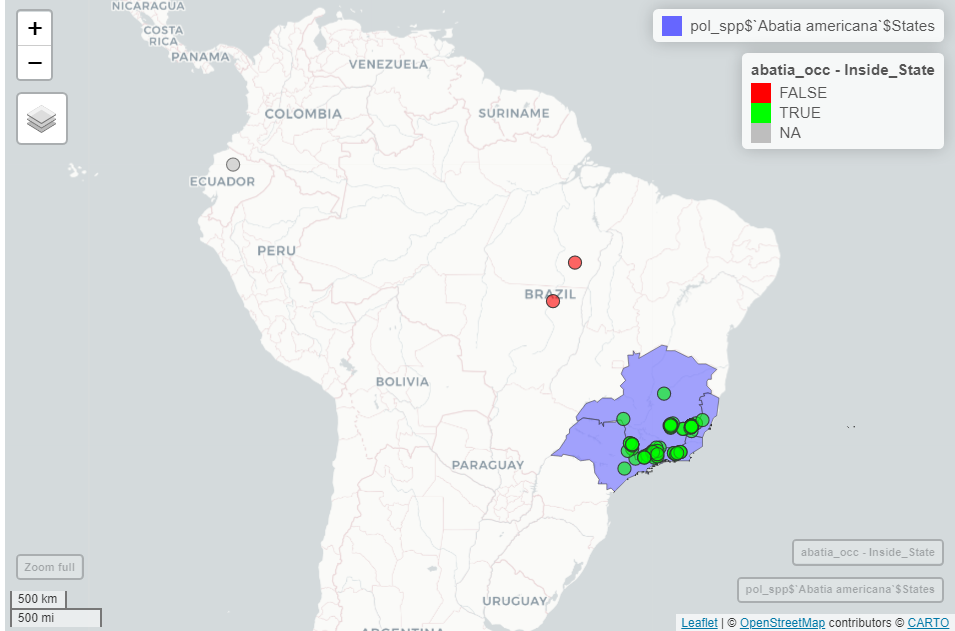 NICARAGUA
COSTA
RICA
PANAMA
VENEZUELA
COLOMBIA
SURINAME
ECUADOR
PERU
BRAZIL
BOLIVIA
PARAGUAY
URUGUAY
ARGENTINA
+
−
pol_spp$`Abatia americana`$States
abatia_occ - Inside_State
FALSE
TRUE
NA
abatia_occ - Inside_State
pol_spp$`Abatia americana`$States
Zoom full
500 km
500 mi
Leaflet | © OpenStreetMap contributors © CARTO